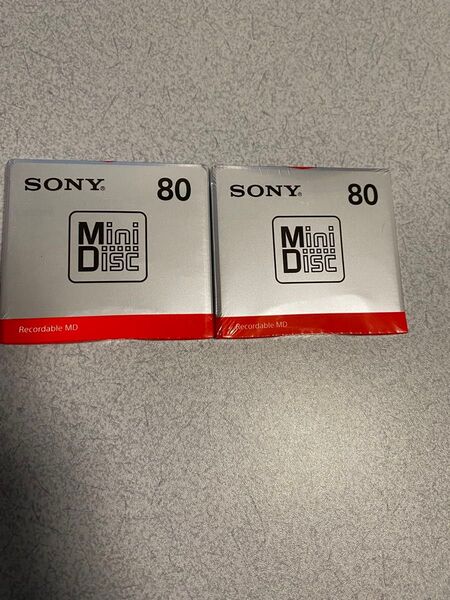 SONY® 80
Mini
Disc
Recordable MD
SONY® 80
Mini
Disc
Recordable MD